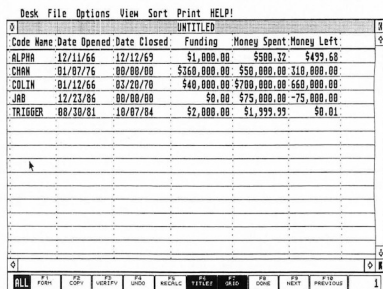 Desk File Options View Sort Print HELP!
UNTITLED
Code Name Date Opened Date Closed Funding Money Spent Money Left
ALPHA 12/11/66 12/12/69 $1,000.00 $500.32 $499.68
CHAN 01/07/76 00/00/00 $360,000.00 $50,000.00 310,000.00
COLIN 01/12/66 03/20/70 $40,000.00 $700,000.00 660,000.00
JAB 12/23/86 00/00/00 $0.00 $75,000.00 -75,000.00
TRIGGER 08/30/81 10/07/84 $2,000.00 $1,999.99 $0.01
ALL F1 FORM F2 COPY F3 VERIFY F4 UNDO F5 RECALC F6 TITLES F7 GRID F8 DONE F9 NEXT F10 PREVIOUS 1